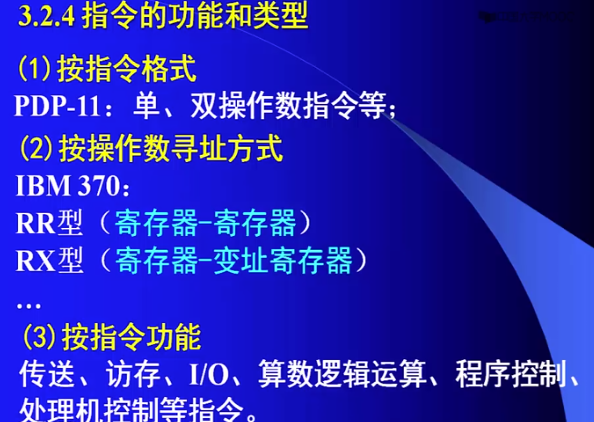 3.2.4 指令的功能和类型
(1)按指令格式
PDP-11：单、双操作数指令等；
(2)按操作数寻址方式
IBM 370：
RR型（寄存器-寄存器）
RX型（寄存器-变址寄存器）
…
(3)按指令功能
传送、访存、I/O、算数逻辑运算、程序控制、
处理机控制等指令。